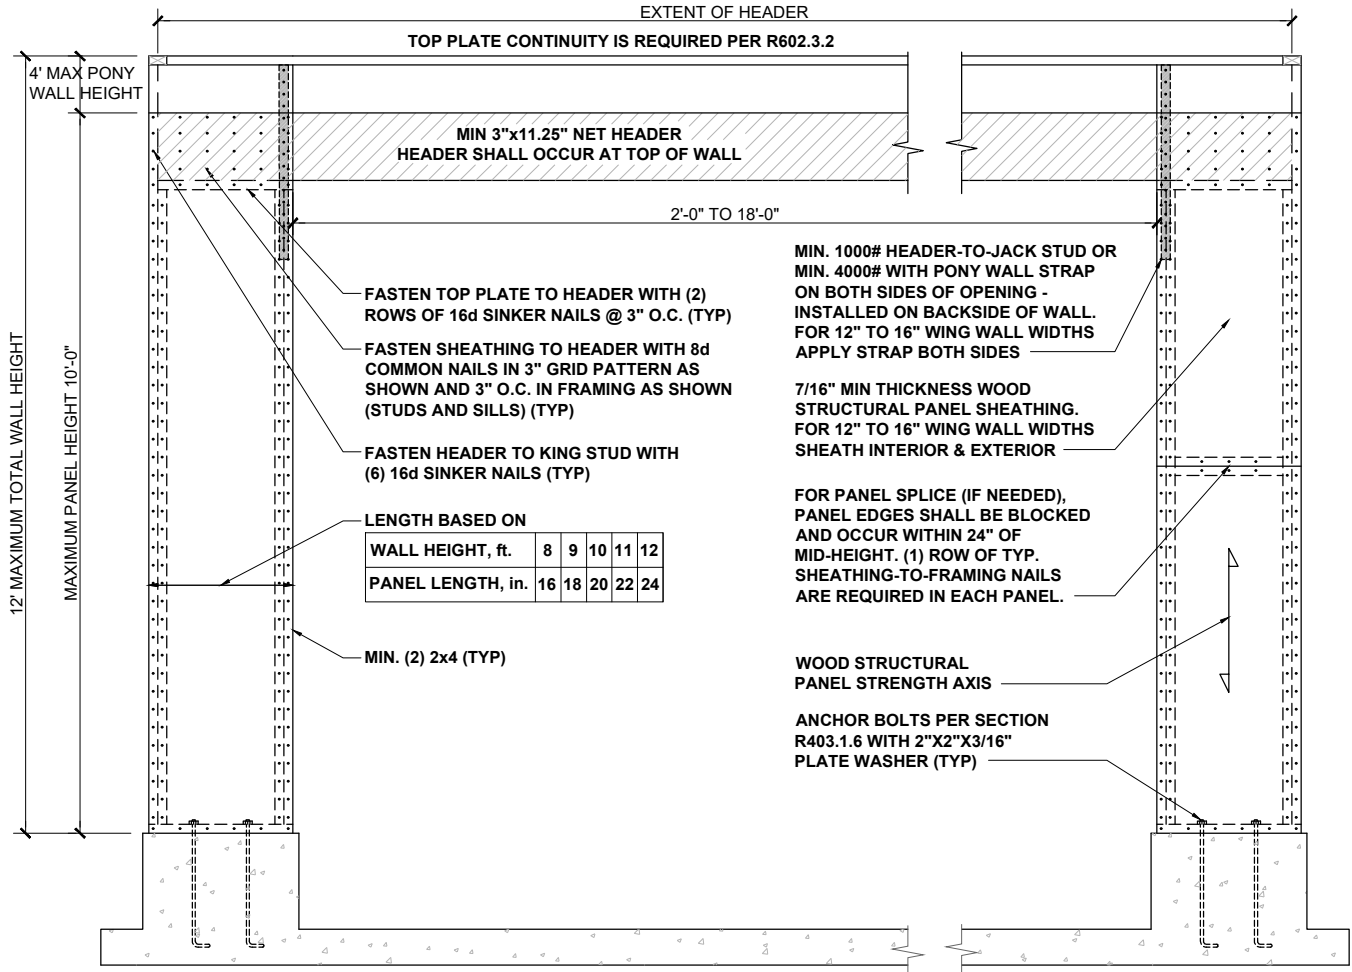 EXTENT OF HEADER
TOP PLATE CONTINUITY IS REQUIRED PER R602.3.2
4' MAX PONY
WALL HEIGHT
MIN 3"x11.25" NET HEADER
HEADER SHALL OCCUR AT TOP OF WALL
2'-0" TO 18'-0"
12' MAXIMUM TOTAL WALL HEIGHT
MAXIMUM PANEL HEIGHT 10'-0"
FASTEN TOP PLATE TO HEADER WITH (2)
ROWS OF 16d SINKER NAILS @ 3" O.C. (TYP)
FASTEN SHEATHING TO HEADER WITH 8d
COMMON NAILS IN 3" GRID PATTERN AS
SHOWN AND 3" O.C. IN FRAMING AS SHOWN
(STUDS AND SILLS) (TYP)
FASTEN HEADER TO KING STUD WITH
(6) 16d SINKER NAILS (TYP)
LENGTH BASED ON
WALL HEIGHT, ft. 8 9 10 11 12
PANEL LENGTH, in. 16 18 20 22 24
MIN. (2) 2x4 (TYP)
MIN. 1000# HEADER-TO-JACK STUD OR
MIN. 4000# WITH PONY WALL STRAP
ON BOTH SIDES OF OPENING -
INSTALLED ON BACKSIDE OF WALL.
FOR 12" TO 16" WING WALL WIDTHS
APPLY STRAP BOTH SIDES
7/16" MIN THICKNESS WOOD
STRUCTURAL PANEL SHEATHING.
FOR 12" TO 16" WING WALL WIDTHS
SHEATH INTERIOR & EXTERIOR
FOR PANEL SPLICE (IF NEEDED),
PANEL EDGES SHALL BE BLOCKED
AND OCCUR WITHIN 24" OF
MID-HEIGHT. (1) ROW OF TYP.
SHEATHING-TO-FRAMING NAILS
ARE REQUIRED IN EACH PANEL.
WOOD STRUCTURAL
PANEL STRENGTH AXIS
ANCHOR BOLTS PER SECTION
R403.1.6 WITH 2"X2"X3/16"
PLATE WASHER (TYP)